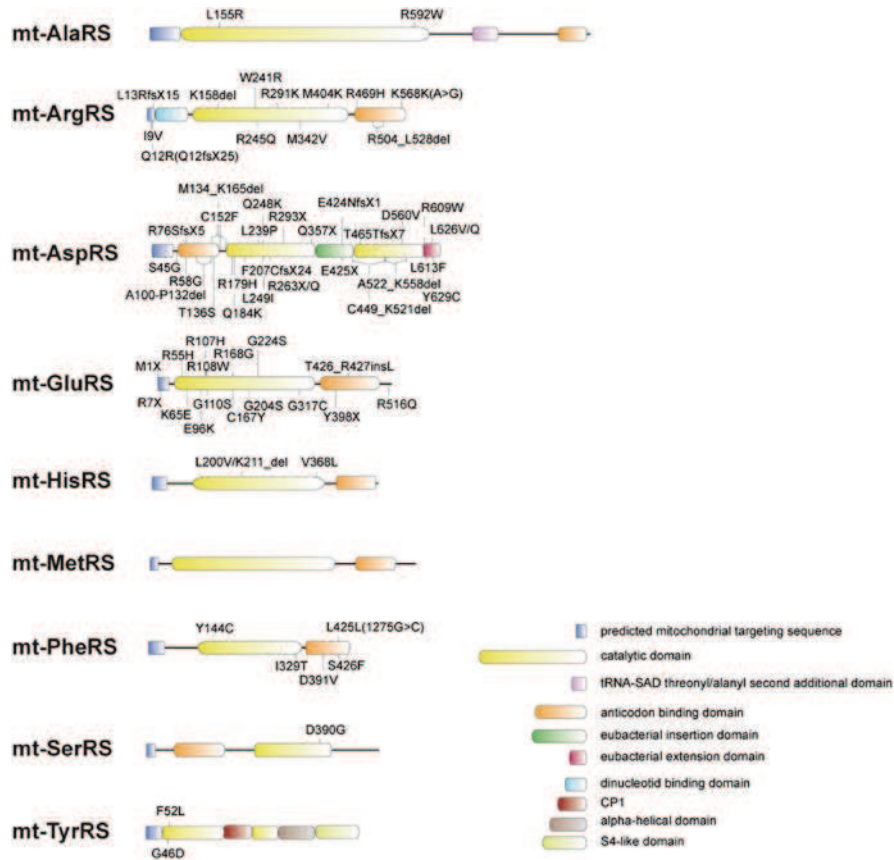 L155R R592W
mt-AlaRS
W241R
L13RfsX15 K158del R291K M404K R469H K568K(A>G)
mt-ArgRS
I9V R245Q M342V R504_L528del
Q12R(Q12fsX25)
M134_K165del
Q248K E424NfsX1
C152F R293X D560V R609W
R76SfsX5 L239P Q357X T465TfsX7 L626V/Q
mt-AspRS
S45G F207CfsX24 E425X L613F
R58G R179H R263X/Q A522_K558del
A100-P132del L249I Y629C
T136S Q184K C449_K521del
R107H G224S
R55H R168G
M1X R108W T426_R427insL
mt-GluRS
R7X G110S G204S G317C R516Q
K65E C167Y Y398X
E96K
L200V/K211_del V368L
mt-HisRS
mt-MetRS
Y144C L425L(1275G>C)
mt-PheRS
I329T S426F
D391V
D390G
mt-SerRS
F52L
mt-TyrRS
G46D
predicted mitochondrial targeting sequence
catalytic domain
tRNA-SAD threonyl/alanyl second additional domain
anticodon binding domain
eubacterial insertion domain
eubacterial extension domain
dinucleotid binding domain
CP1
alpha-helical domain
S4-like domain